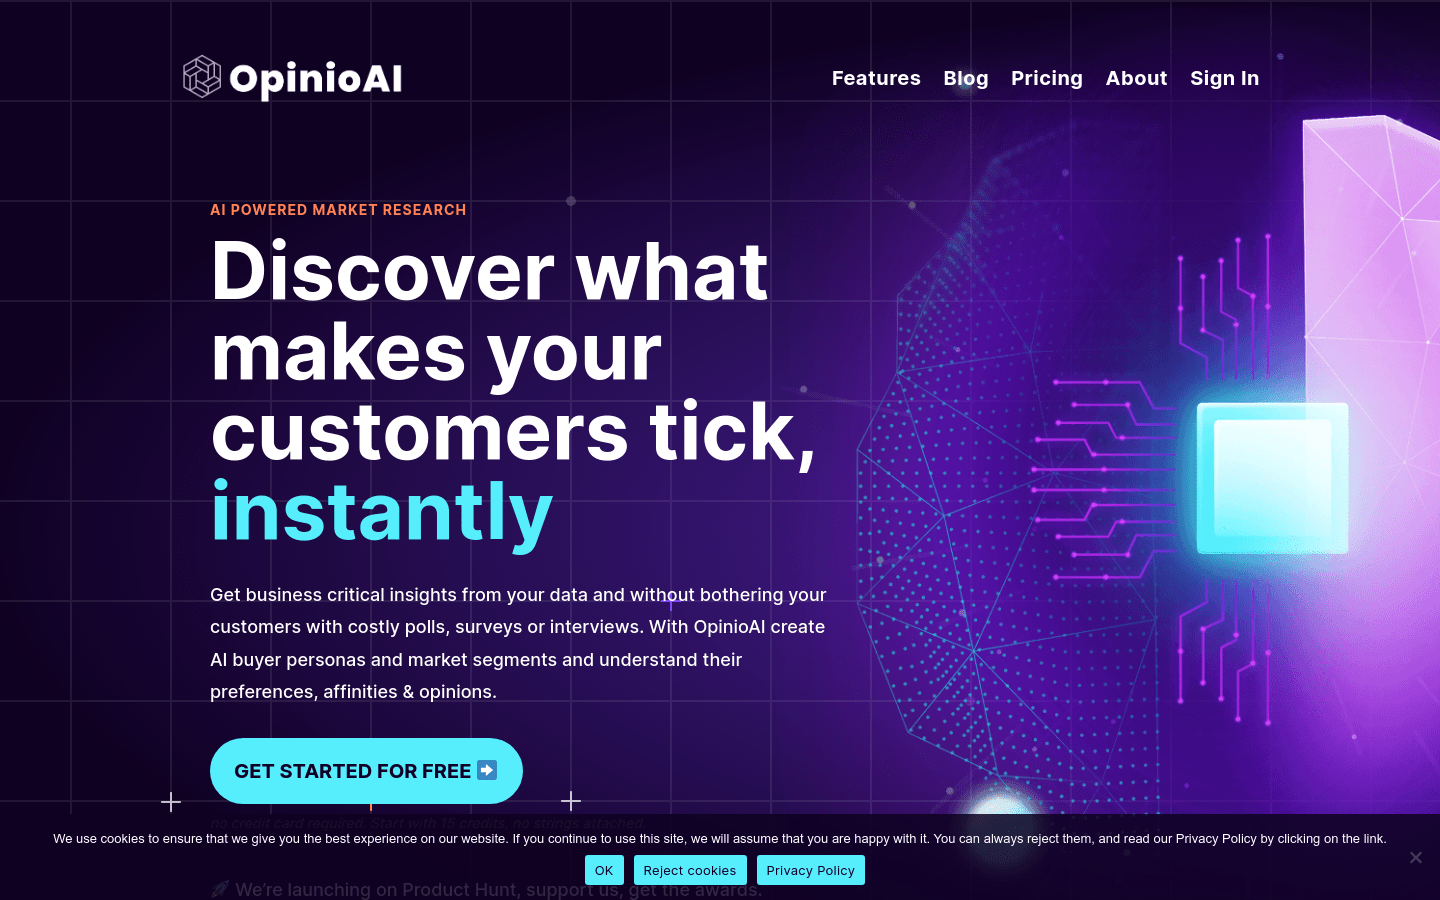 OpinioAI
Features Blog Pricing About Sign In
AI POWERED MARKET RESEARCH
Discover what
makes your
customers tick,
instantly
Get business critical insights from your data and without bothering your
customers with costly polls, surveys or interviews. With OpinioAI create
AI buyer personas and market segments and understand their
preferences, affinities & opinions.
GET STARTED FOR FREE ➡
no credit card required. Start with 15 credits, no strings attached.
We use cookies to ensure that we give you the best experience on our website. If you continue to use this site, we will assume that you are happy with it. You can always reject them, and read our Privacy Policy by clicking on the link.
OK Reject cookies Privacy Policy
🚀 We’re launching on Product Hunt, support us, get the awards.